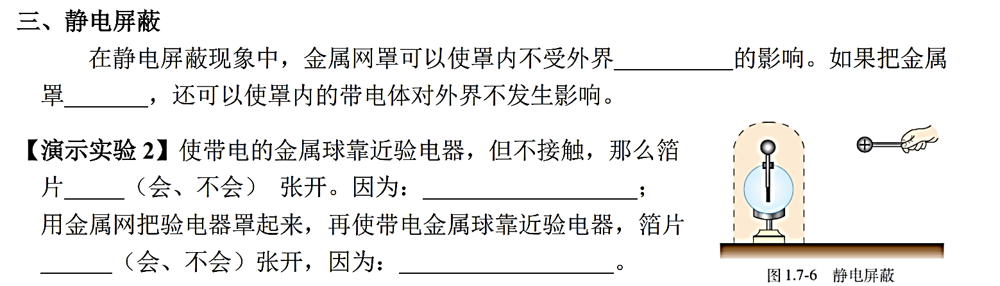 三、静电屏蔽
在静电屏蔽现象中，金属网罩可以使罩内不受外界__________的影响。如果把金属
罩_______，还可以使罩内的带电体对外界不发生影响。
【演示实验 2】使带电的金属球靠近验电器，但不接触，那么箔
片_____（会、不会） 张开。因为：__________________；
用金属网把验电器罩起来，再使带电金属球靠近验电器，箔片
______（会、不会）张开，因为：__________________。
图 1.7-6 静电屏蔽